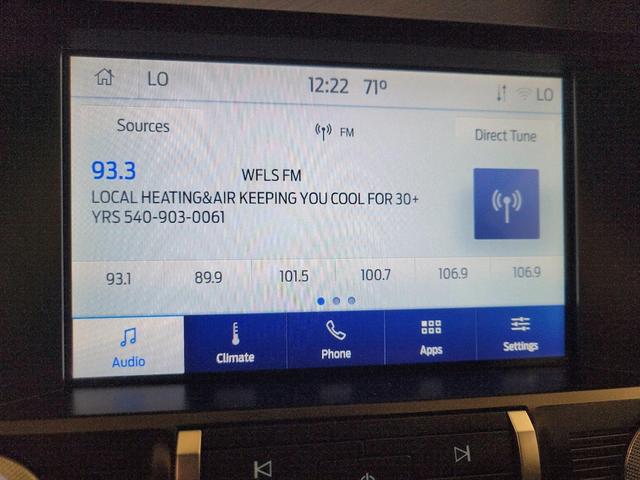 LO 12:22 71° LO
Sources FM Direct Tune
93.3 WFLS FM
LOCAL HEATING&AIR KEEPING YOU COOL FOR 30+
YRS 540-903-0061
93.1 89.9 101.5 100.7 106.9 106.9
Audio Climate Phone Apps Settings